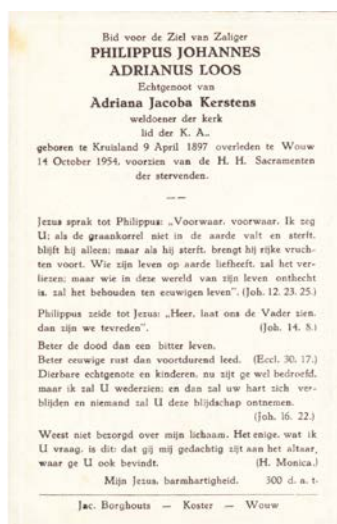 Bid voor de Ziel van Zaliger
PHILIPPUS JOHANNES
ADRIANUS LOOS
Echtgenoot van
Adriana Jacoba Kerstens
weldoener der kerk
lid der K. A.,
geboren te Kruisland 9 April 1897 overleden te Wouw
14 October 1954, voorzien van de H. H. Sacramenten
der stervenden.
Jezus sprak tot Philippus: „Voorwaar, voorwaar, Ik zeg
U; als de graankorrel niet in de aarde valt en sterft,
blijft hij alleen; maar als hij sterft, brengt hij rijke vruch-
ten voort. Wie zijn leven op aarde liefheeft, zal het ver-
liezen; maar wie in deze wereld van zijn leven onthecht
is, zal het behouden ten eeuwigen leven”. (Joh. 12. 23. 25.)
Philippus zeide tot Jezus: „Heer, laat ons de Vader zien,
dan zijn we tevreden”. (Joh. 14. 8.)
Beter de dood dan een bitter leven,
Beter eeuwige rust dan voortdurend leed. (Eccl. 30, 17.)
Dierbare echtgenote en kinderen, nu zijt ge wel bedroefd,
maar ik zal U wederzien; en dan zal uw hart zich ver-
blijden en niemand zal U deze blijdschap ontnemen.
(Joh. 16. 22.)
Weest niet bezorgd over mijn lichaam. Het enige, wat ik
U vraag, is dit: dat gij mij gedachtig zijt aan het altaar,
waar ge U ook bevindt. (H. Monica.)
Mijn Jezus, barmhartigheid. 300 d. a. t.
Jac. Borghouts — Koster — Wouw